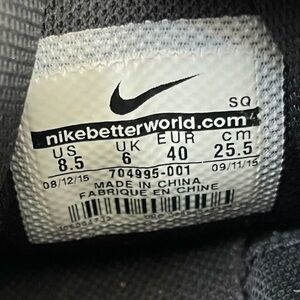 SQ
nikebetterworld.com
US UK EUR cm
8.5 6 40 25.5
08/12/15 704995-001 09/11/15
MADE IN CHINA
FABRIQUE EN CHINE